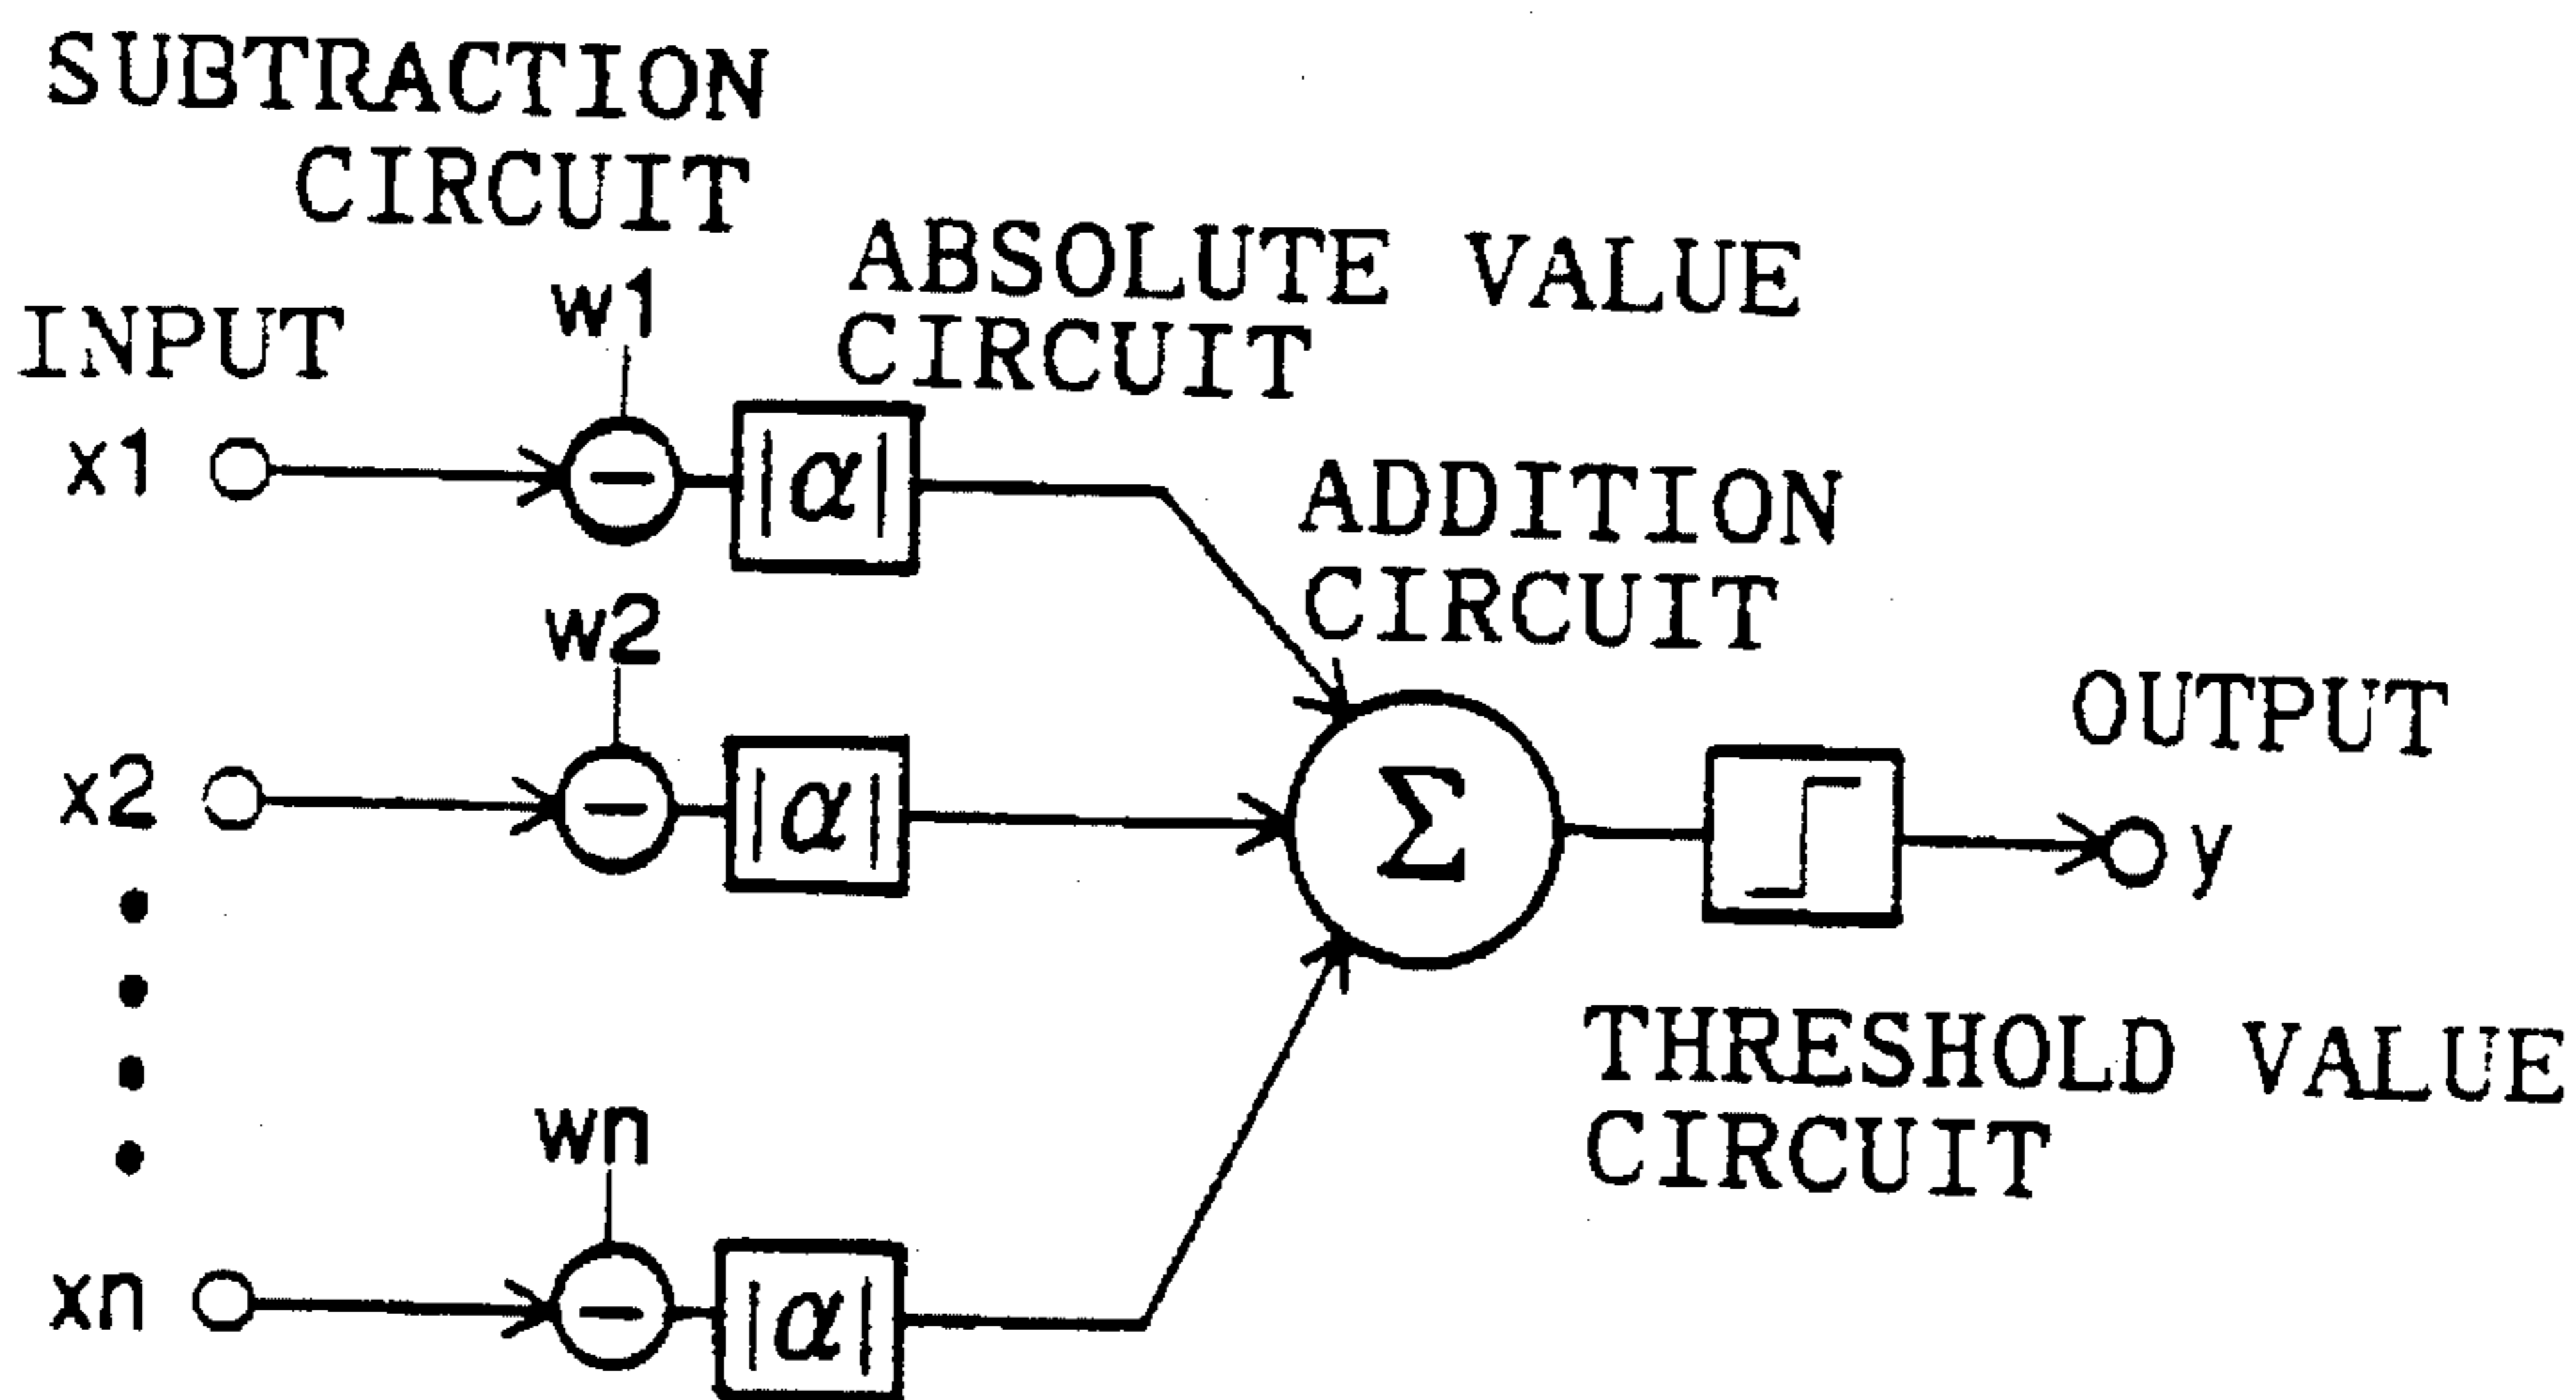 SUBTRACTION
CIRCUIT
ABSOLUTE VALUE
CIRCUIT
INPUT
w1
x1
−
|α|
ADDITION
CIRCUIT
w2
x2
−
|α|
Σ
OUTPUT
y
THRESHOLD VALUE
CIRCUIT
wn
xn
−
|α|